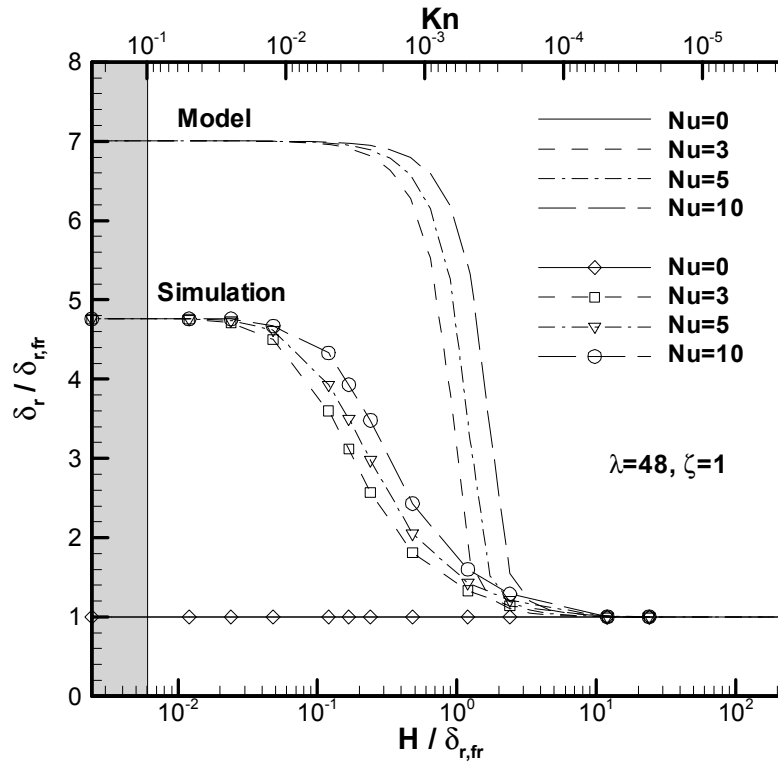 Kn
10⁻¹ 10⁻² 10⁻³ 10⁻⁴ 10⁻⁵
8
7
6
5
4
3
2
1
0
δr / δr,fr
Model
Simulation
Nu=0
Nu=3
Nu=5
Nu=10
Nu=0
Nu=3
Nu=5
Nu=10
λ=48, ζ=1
10⁻² 10⁻¹ 10⁰ 10¹ 10²
H / δr,fr